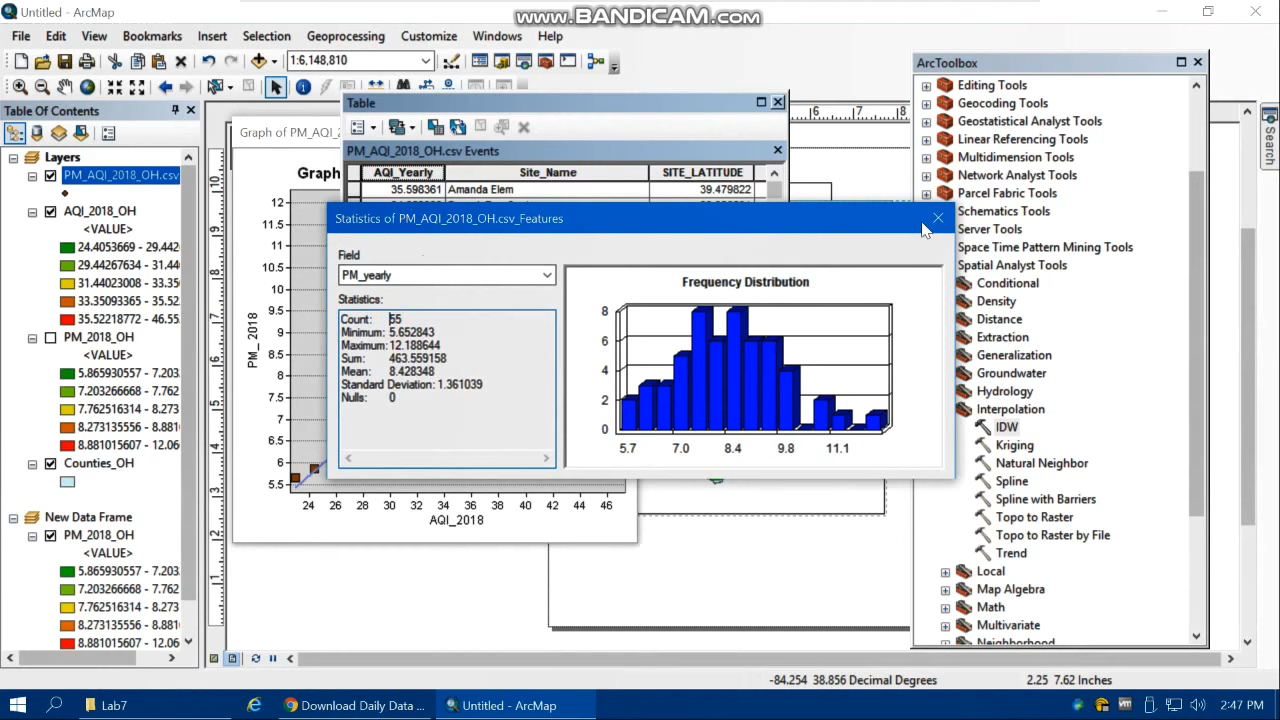 Untitled - ArcMap
www.BANDICAM.com
File Edit View Bookmarks Insert Selection Geoprocessing Customize Windows Help
1:6,148,810
Table Of Contents
Layers
PM_AQI_2018_OH.csv
AQI_2018_OH
<VALUE>
24.4053669 - 29.442
29.44267634 - 31.44
31.44023008 - 33.35
33.35093365 - 35.52
35.52218772 - 46.55
PM_2018_OH
<VALUE>
5.865930557 - 7.203
7.203266668 - 7.762
7.762516314 - 8.273
8.273135556 - 8.881
8.881015607 - 12.06
Counties_OH
New Data Frame
PM_2018_OH
<VALUE>
5.865930557 - 7.203
7.203266668 - 7.762
7.762516314 - 8.273
8.273135556 - 8.881
8.881015607 - 12.06
Graph of PM_AQI_2
Graph
12
11.5
11
10.5
10
9.5
9
8.5
8
7.5
7
6.5
6
5.5
PM_ 2018
24 26 28 30 32 34 36 38 40 42 44 46
AQI_2018
Table
PM_AQI_2018_OH.csv Events
AQI_Yearly Site_Name SITE_LATITUDE
35.598361 Amanda Elem 39.479822
Statistics of PM_AQI_2018_OH.csv_Features
Field
PM_yearly
Statistics:
Count: 55
Minimum: 5.652843
Maximum: 12.188644
Sum: 463.559158
Mean: 8.428348
Standard Deviation: 1.361039
Nulls: 0
Frequency Distribution
8
6
4
2
0
5.7 7.0 8.4 9.8 11.1
ArcToolbox
Editing Tools
Geocoding Tools
Geostatistical Analyst Tools
Linear Referencing Tools
Multidimension Tools
Network Analyst Tools
Parcel Fabric Tools
Schematics Tools
Server Tools
Space Time Pattern Mining Tools
Spatial Analyst Tools
Conditional
Density
Distance
Extraction
Generalization
Groundwater
Hydrology
Interpolation
IDW
Kriging
Natural Neighbor
Spline
Spline with Barriers
Topo to Raster
Topo to Raster by File
Trend
Local
Map Algebra
Math
Multivariate
Neighborhood
Search
-84.254 38.856 Decimal Degrees
2.25 7.62 Inches
Lab7
Download Daily Data ...
Untitled - ArcMap
2:47 PM